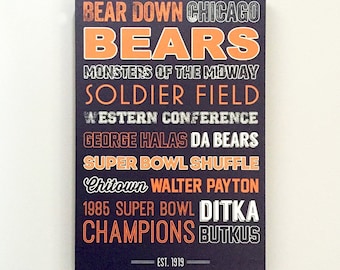 BEAR DOWN CHICAGO
BEARS
MONSTERS OF THE MIDWAY
SOLDIER FIELD
WESTERN CONFERENCE
GEORGE HALAS DA BEARS
SUPER BOWL SHUFFLE
Chitown WALTER PAYTON
1985 SUPER BOWL DITKA
CHAMPIONS BUTKUS
EST. 1919